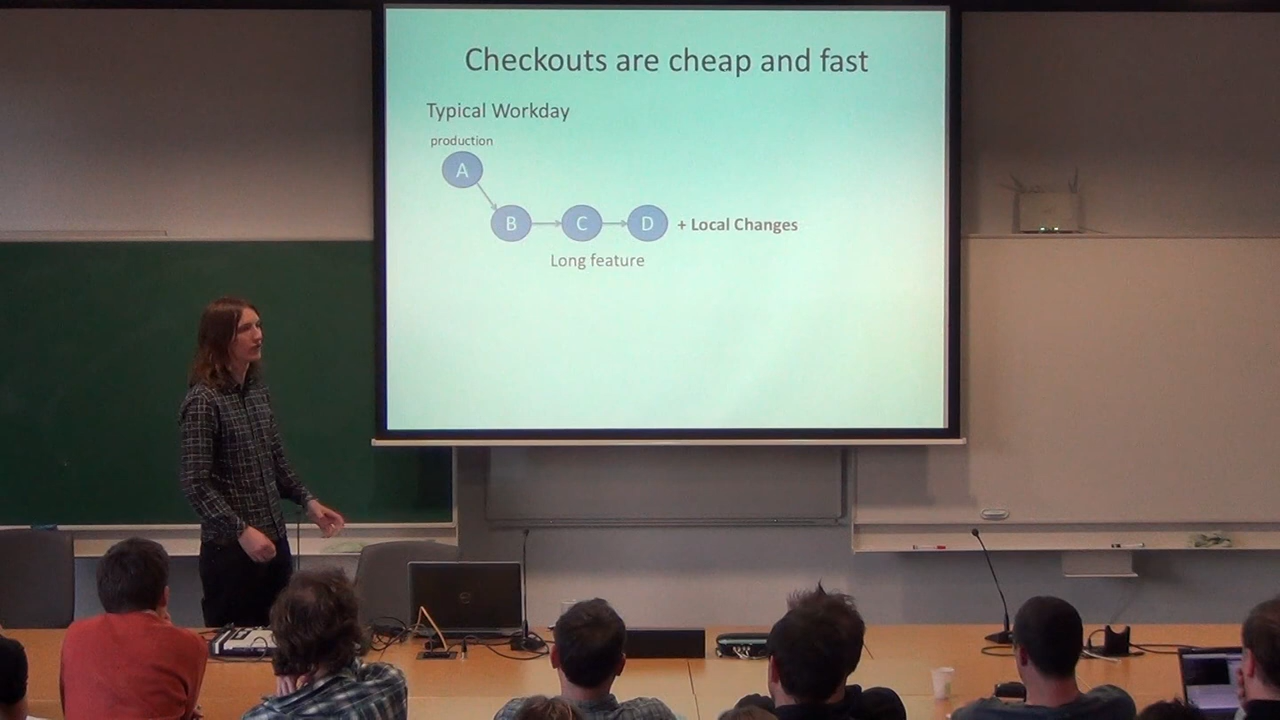 Checkouts are cheap and fast
Typical Workday
production
A
B
C
D
+ Local Changes
Long feature